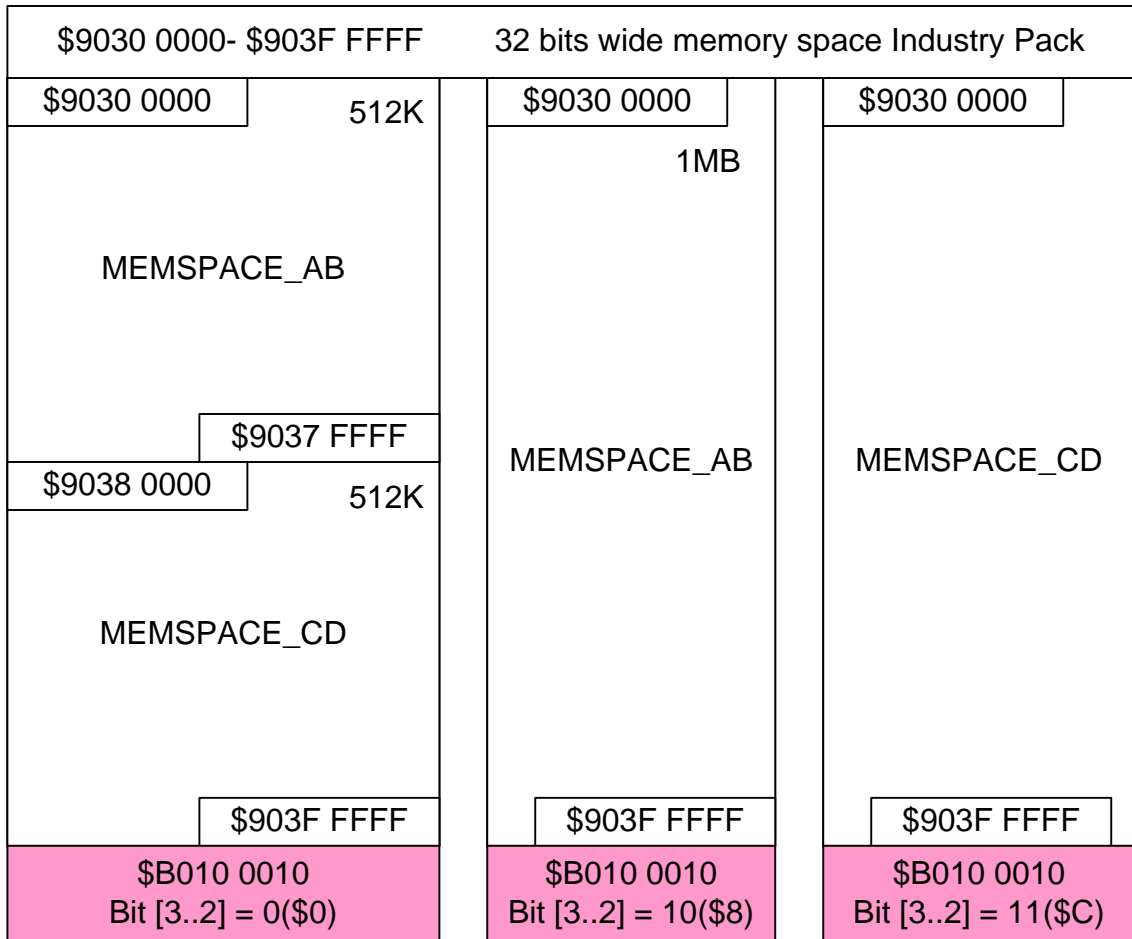 $9030 0000- $903F FFFF 32 bits wide memory space Industry Pack
$9030 0000
512K
MEMSPACE_AB
$9037 FFFF
$9038 0000
512K
MEMSPACE_CD
$903F FFFF
$B010 0010
Bit [3..2] = 0($0)
$9030 0000
1MB
MEMSPACE_AB
$903F FFFF
$B010 0010
Bit [3..2] = 10($8)
$9030 0000
MEMSPACE_CD
$903F FFFF
$B010 0010
Bit [3..2] = 11($C)